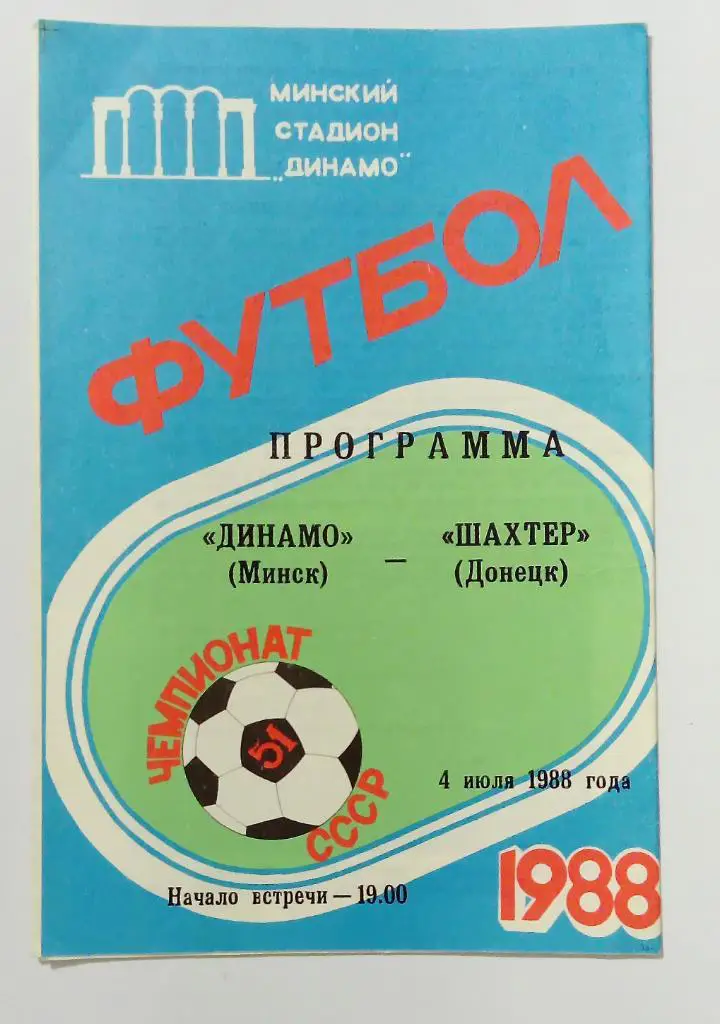 МИНСКИЙ
СТАДИОН
„ДИНАМО“
ФУТБОЛ
ПРОГРАММА
«ДИНАМО» — «ШАХТЕР»
(Минск) (Донецк)
ЧЕМПИОНАТ
51
СССР
4 июля 1988 года
Начало встречи — 19.00
1988